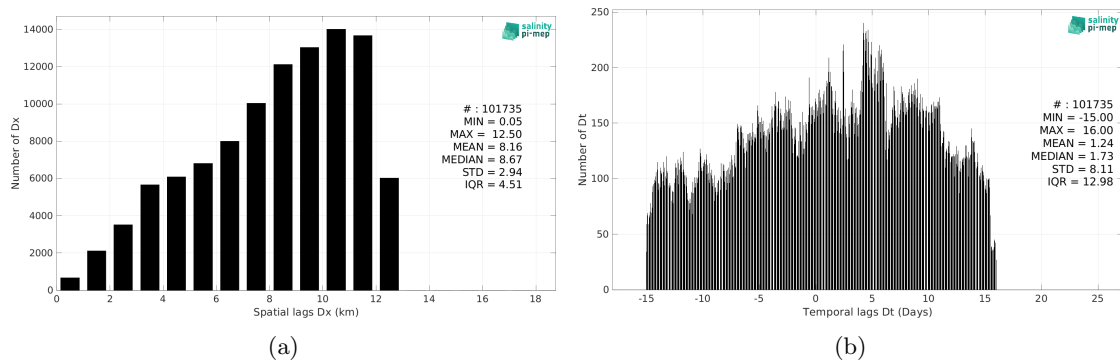 14000
12000
10000
8000
6000
4000
2000
0
Number of Dx
0 2 4 6 8 10 12 14 16 18
Spatial lags Dx (km)
salinity
pi-mep
# : 101735
MIN = 0.05
MAX = 12.50
MEAN = 8.16
MEDIAN = 8.67
STD = 2.94
IQR = 4.51
(a)
250
200
150
100
50
0
Number of Dt
-15 -10 -5 0 5 10 15 20 25
Temporal lags Dt (Days)
salinity
pi-mep
# : 101735
MIN = -15.00
MAX = 16.00
MEAN = 1.24
MEDIAN = 1.73
STD = 8.11
IQR = 12.98
(b)